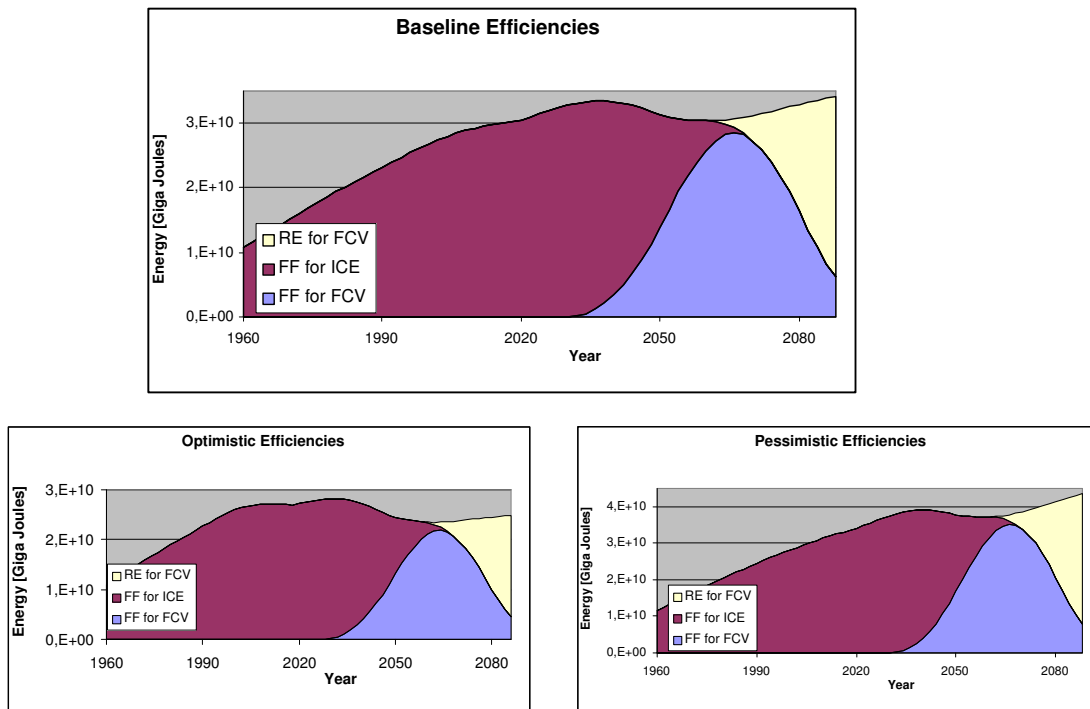 Baseline Efficiencies
Energy [Giga Joules]
3,E+10
2,E+10
1,E+10
0,E+00
RE for FCV
FF for ICE
FF for FCV
1960 1990 2020 2050 2080
Year
Optimistic Efficiencies
Energy [Giga Joules]
3,E+10
2,E+10
1,E+10
0,E+00
RE for FCV
FF for ICE
FF for FCV
1960 1990 2020 2050 2080
Year
Pessimistic Efficiencies
Energy [Giga Joules]
4,E+10
3,E+10
2,E+10
1,E+10
0,E+00
RE for FCV
FF for ICE
FF for FCV
1960 1990 2020 2050 2080
Year